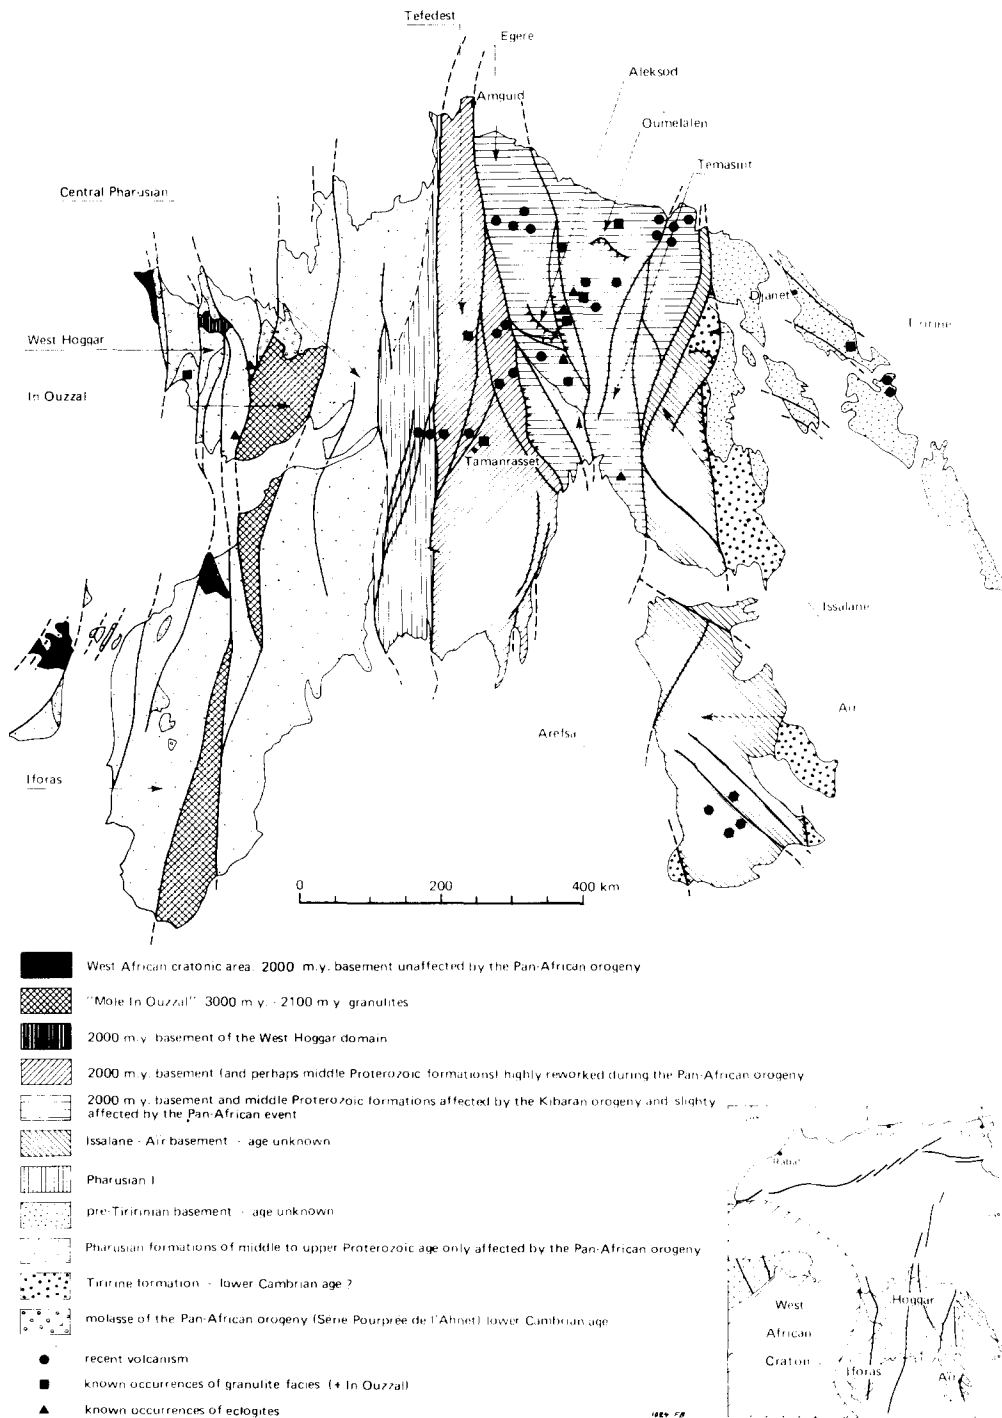 Tefedest
Egere
Aleksod
Amguid
Oumelalen
Temasint
Central Pharusian
Djanet
West Hoggar
In Ouzzal
Tamanrasset
Issalane
Aïr
Arefsa
Iforas
0 200 400 km
West African cratonic area. 2000 m.y. basement unaffected by the Pan-African orogeny
"Mole In Ouzzal" 3000 m.y. - 2100 m.y. granulites
2000 m.y. basement of the West Hoggar domain
2000 m.y. basement (and perhaps middle Proterozoic formations) highly reworked during the Pan-African orogeny
2000 m.y. basement and middle Proterozoic formations affected by the Kibaran orogeny and slighty
affected by the Pan-African event
Issalane - Aïr basement - age unknown
Pharusian I
pre-Tiririnian basement - age unknown
Pharusian formations of middle to upper Proterozoic age only affected by the Pan-African orogeny
Tiririne formation - lower Cambrian age ?
molasse of the Pan-African orogeny (Serie Pourpree de l'Ahnet) lower Cambrian age
recent volcanism
known occurrences of granulite facies (+ In Ouzzal)
known occurrences of eclogites
Rabat
West
African
Craton
Hoggar
Iforas
Aïr